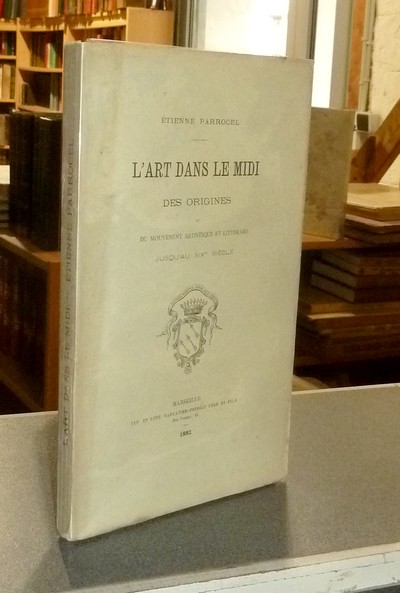 ÉTIENNE PARROCEL
L'ART DANS LE MIDI
DES ORIGINES
ET
DU MOUVEMENT ARTISTIQUE ET LITTÉRAIRE
JUSQU'AU XIXe SIÈCLE
MARSEILLE
1882
L'ART DANS LE MIDI ÉTIENNE PARROCEL